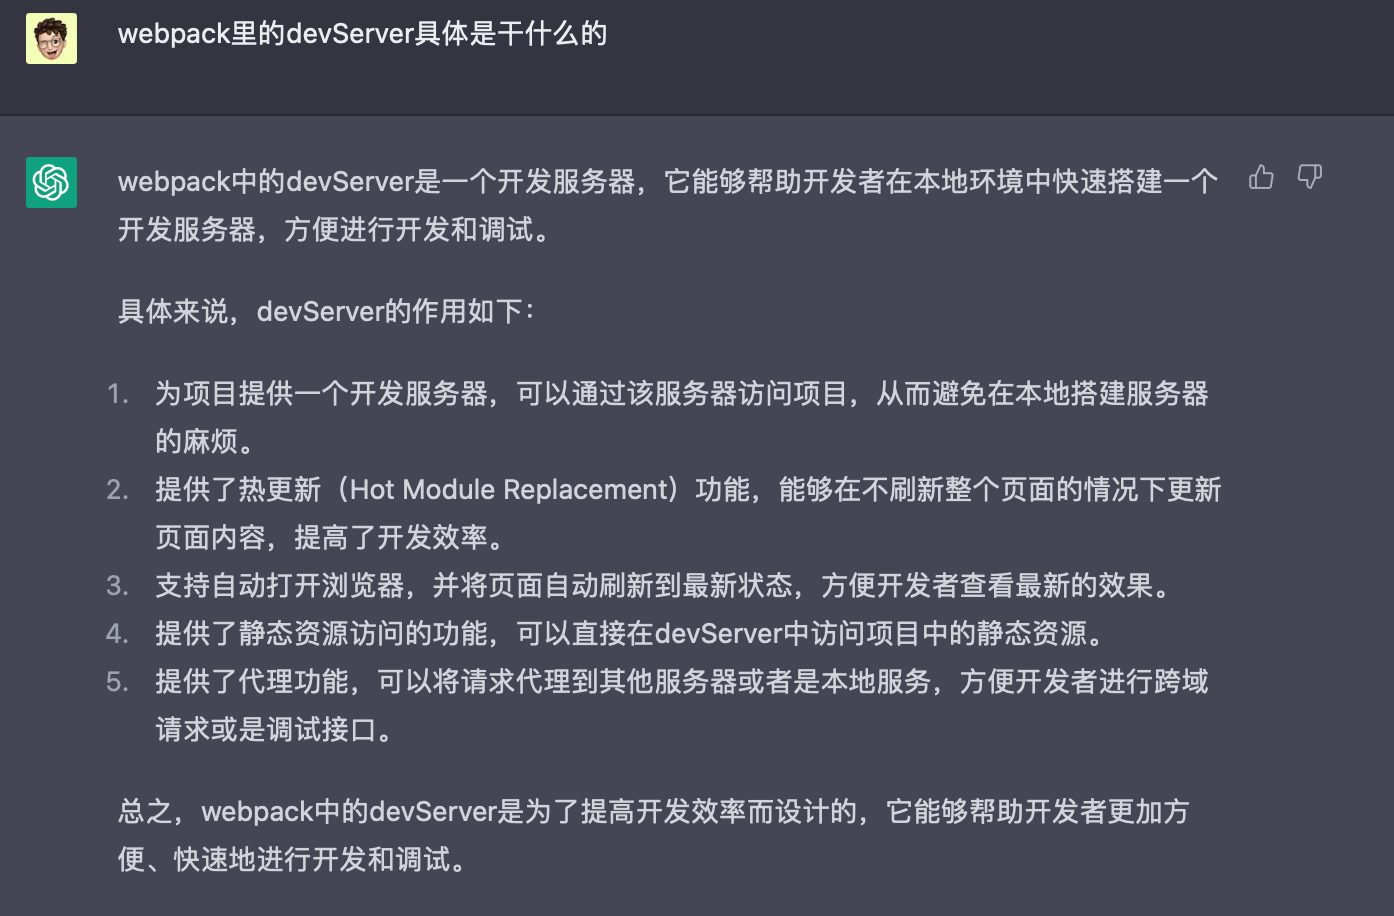 webpack里的devServer具体是干什么的
webpack中的devServer是一个开发服务器，它能够帮助开发者在本地环境中快速搭建一个
开发服务器，方便进行开发和调试。
具体来说，devServer的作用如下：
1. 为项目提供一个开发服务器，可以通过该服务器访问项目，从而避免在本地搭建服务器
的麻烦。
2. 提供了热更新（Hot Module Replacement）功能，能够在不刷新整个页面的情况下更新
页面内容，提高了开发效率。
3. 支持自动打开浏览器，并将页面自动刷新到最新状态，方便开发者查看最新的效果。
4. 提供了静态资源访问的功能，可以直接在devServer中访问项目中的静态资源。
5. 提供了代理功能，可以将请求代理到其他服务器或者是本地服务，方便开发者进行跨域
请求或是调试接口。
总之，webpack中的devServer是为了提高开发效率而设计的，它能够帮助开发者更加方
便、快速地进行开发和调试。